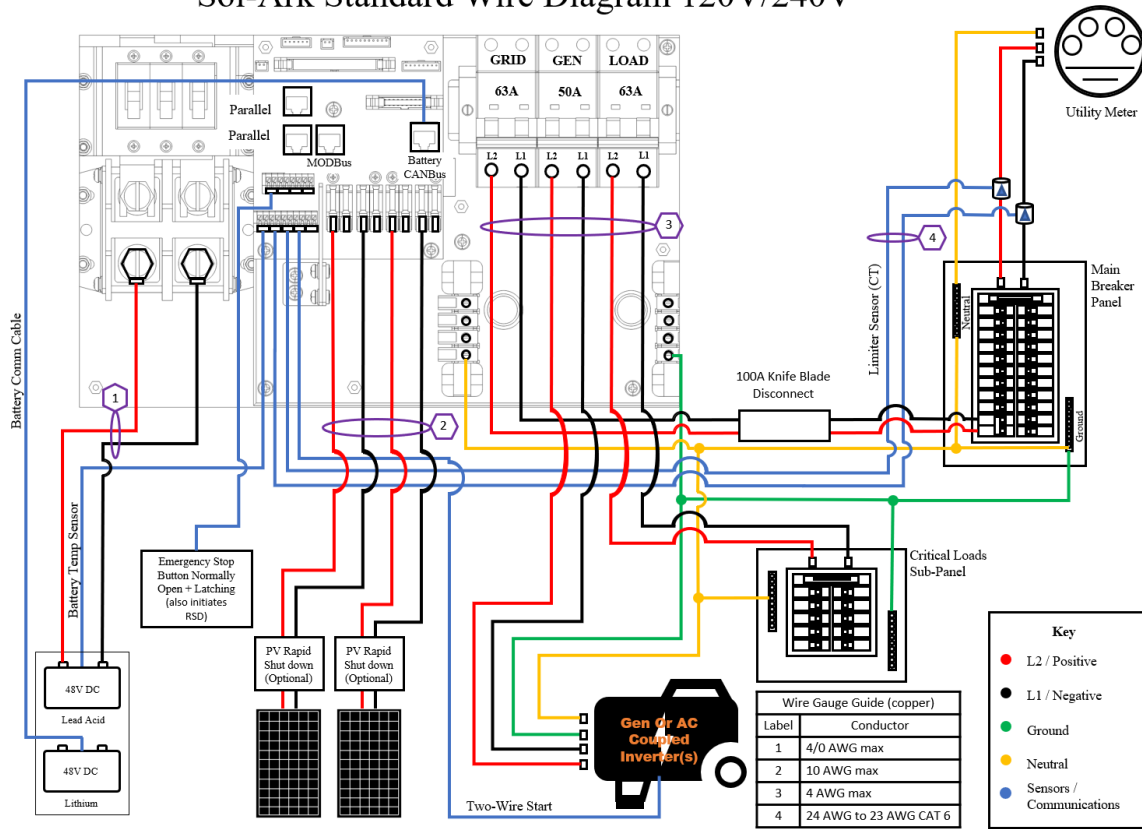 Sol-Ark Standard Wire Diagram 120V/240V
GRID GEN LOAD
63A 50A 63A
L2 L1 L2 L1 L2 L1
Parallel
Parallel
MODBus
Battery
CANBus
Utility Meter
3
4
Main
Breaker
Panel
Neutral
Ground
Limiter Sensor (CT)
100A Knife Blade
Disconnect
Battery Comm Cable
1
2
Battery Temp Sensor
Emergency Stop
Button Normally
Open + Latching
(also initiates
RSD)
PV Rapid
Shut down
(Optional)
PV Rapid
Shut down
(Optional)
48V DC
Lead Acid
48V DC
Lithium
Critical Loads
Sub-Panel
Gen Or AC
Coupled
Inverter(s)
Two-Wire Start
Wire Gauge Guide (copper)
Label Conductor
1 4/0 AWG max
2 10 AWG max
3 4 AWG max
4 24 AWG to 23 AWG CAT 6
Key
L2 / Positive
L1 / Negative
Ground
Neutral
Sensors /
Communications